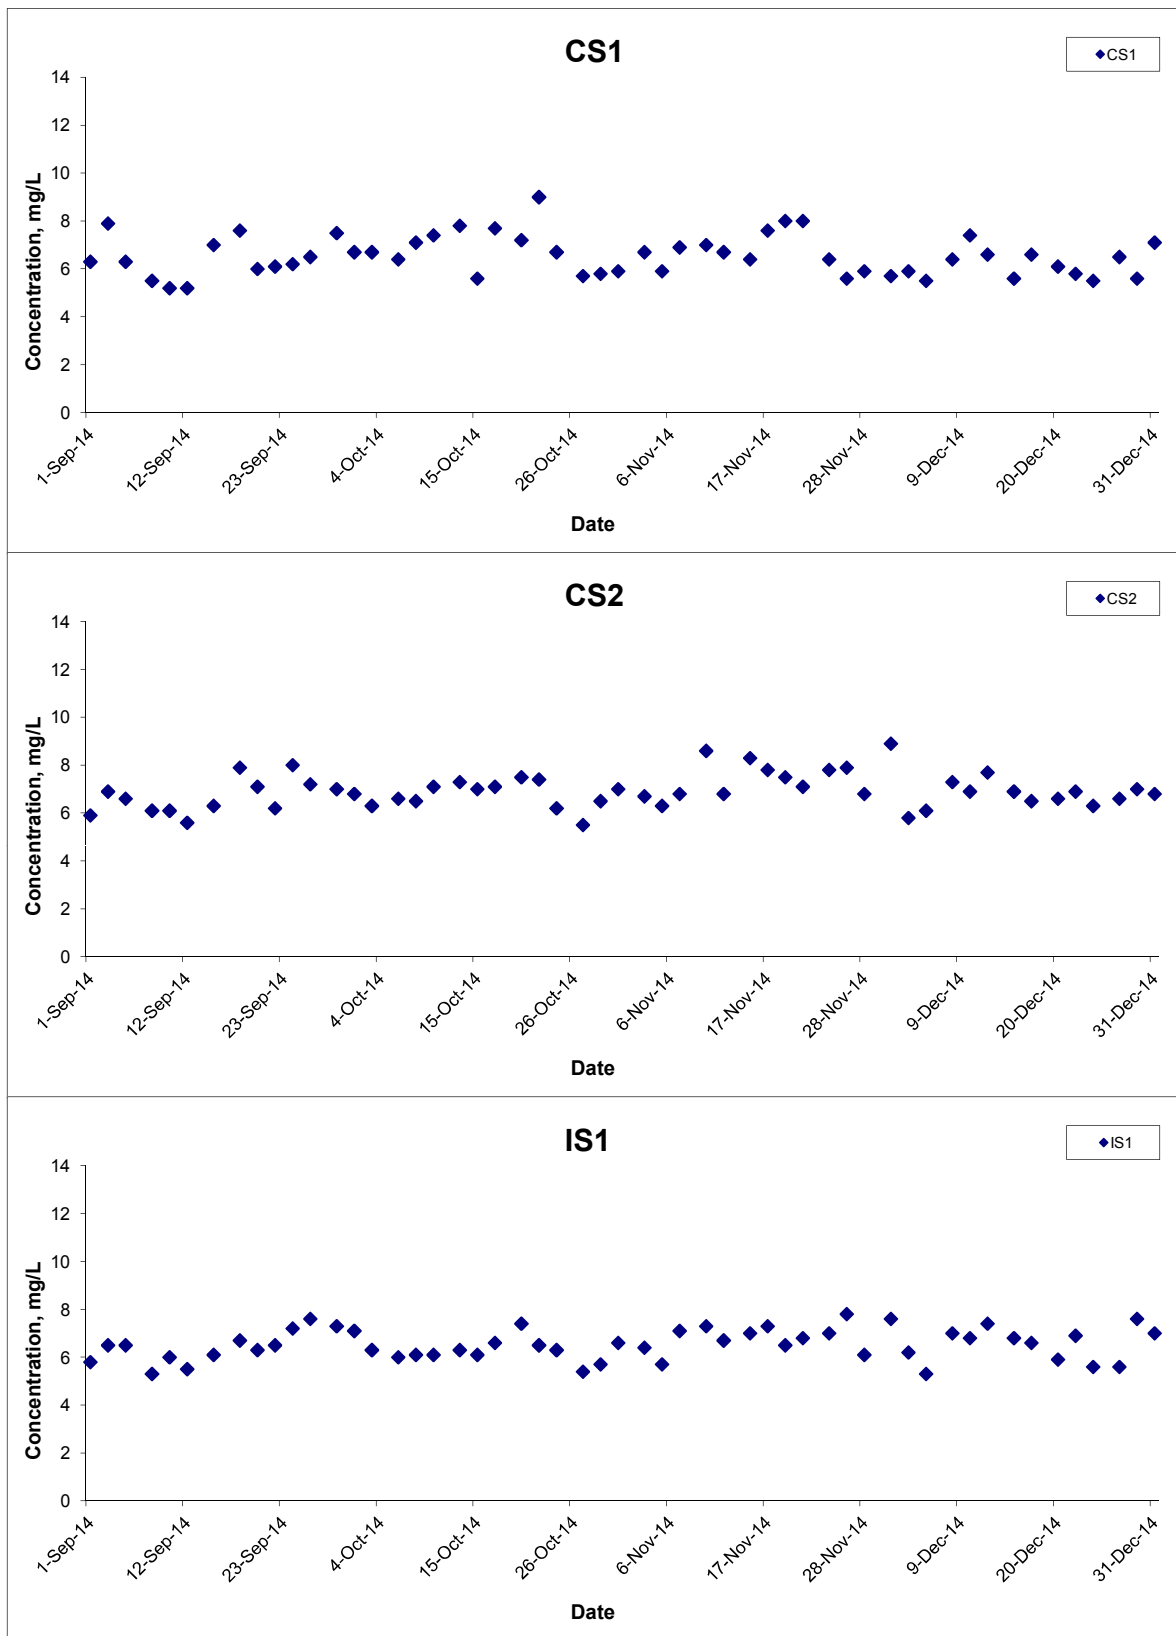 CS1
CS1
14
12
10
8
6
4
2
0
Concentration, mg/L
1-Sep-14
12-Sep-14
23-Sep-14
4-Oct-14
15-Oct-14
26-Oct-14
6-Nov-14
17-Nov-14
28-Nov-14
9-Dec-14
20-Dec-14
31-Dec-14
Date
CS2
CS2
14
12
10
8
6
4
2
0
Concentration, mg/L
1-Sep-14
12-Sep-14
23-Sep-14
4-Oct-14
15-Oct-14
26-Oct-14
6-Nov-14
17-Nov-14
28-Nov-14
9-Dec-14
20-Dec-14
31-Dec-14
Date
IS1
IS1
14
12
10
8
6
4
2
0
Concentration, mg/L
1-Sep-14
12-Sep-14
23-Sep-14
4-Oct-14
15-Oct-14
26-Oct-14
6-Nov-14
17-Nov-14
28-Nov-14
9-Dec-14
20-Dec-14
31-Dec-14
Date